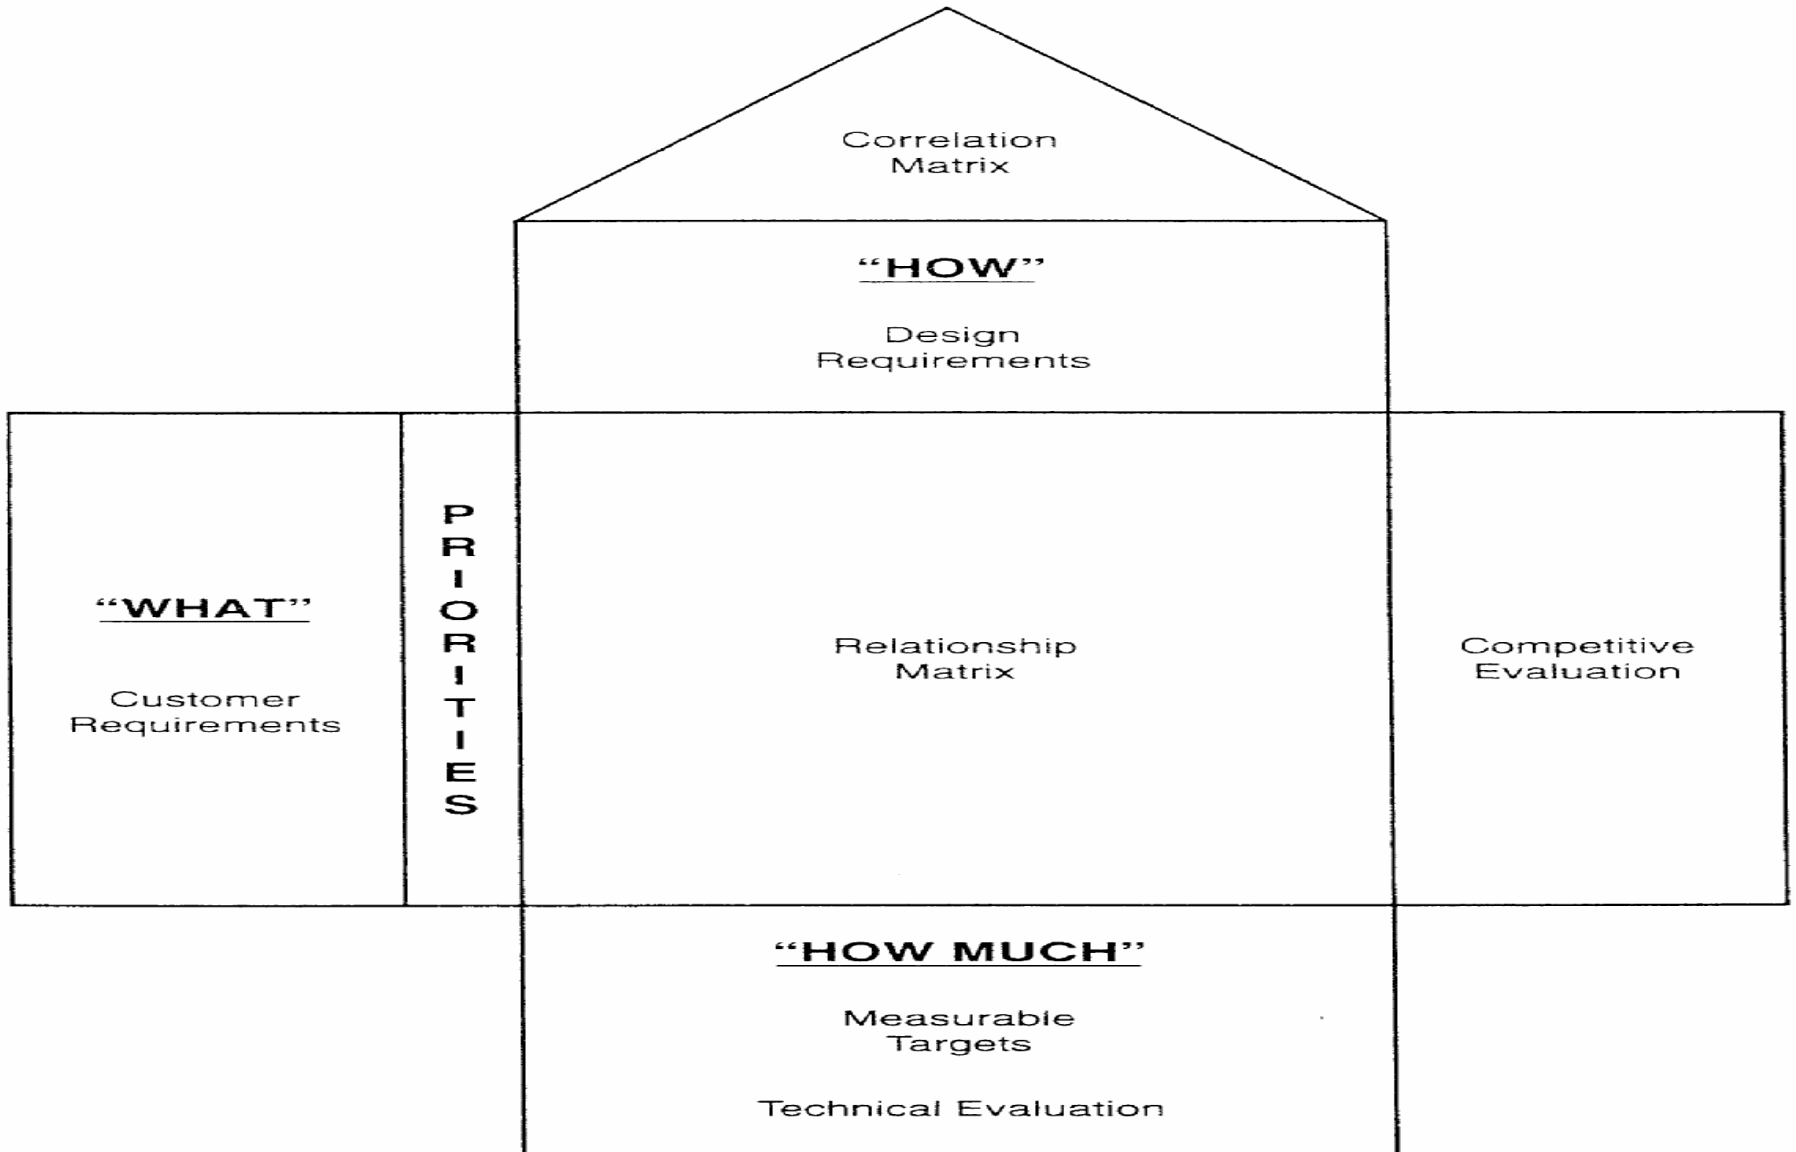 Correlation
Matrix
“HOW”
Design
Requirements
“WHAT”
Customer
Requirements
PRIORITIES
Relationship
Matrix
Competitive
Evaluation
“HOW MUCH”
Measurable
Targets
Technical Evaluation